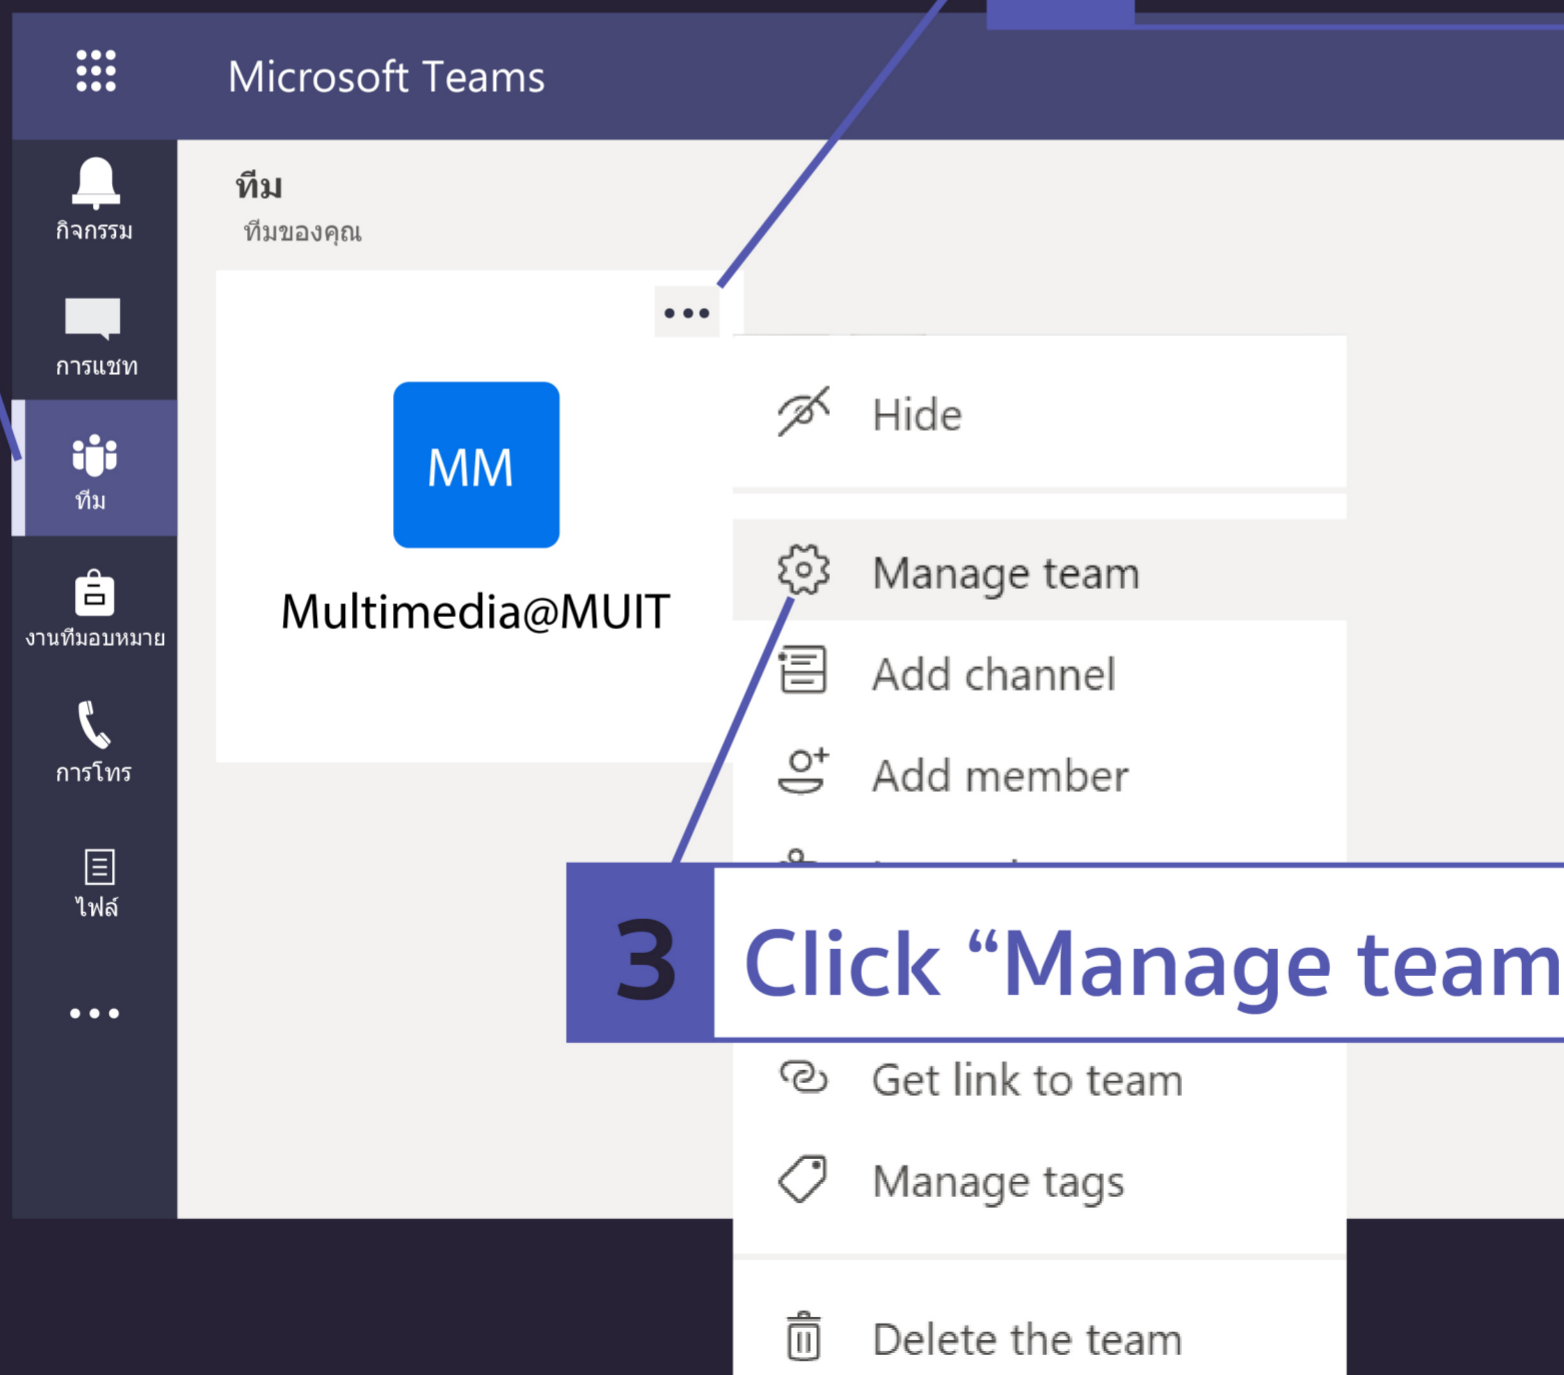 Microsoft Teams
กิจกรรม
การแชท
ทีม
งานทีมอบหมาย
การโทร
ไฟล์
ทีม
ทีมของคุณ
MM
Multimedia@MUIT
Hide
Manage team
Add channel
Add member
3 Click “Manage team
Get link to team
Manage tags
Delete the team